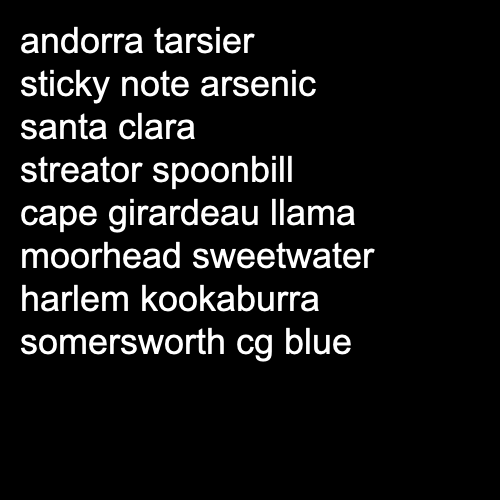 andorra tarsier
sticky note arsenic
santa clara
streator spoonbill
cape girardeau llama
moorhead sweetwater
harlem kookaburra
somersworth cg blue